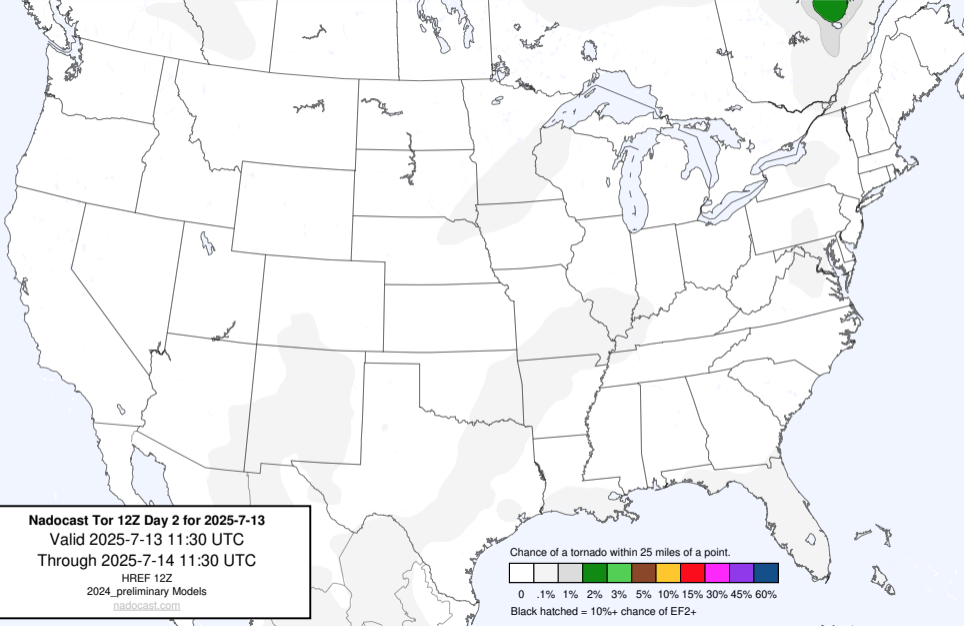 Nadocast Tor 12Z Day 2 for 2025-7-13
Valid 2025-7-13 11:30 UTC
Through 2025-7-14 11:30 UTC
HREF 12Z
2024_preliminary Models
nadocast.com
Chance of a tornado within 25 miles of a point.
0 .1% 1% 2% 3% 5% 10% 15% 30% 45% 60%
Black hatched = 10%+ chance of EF2+